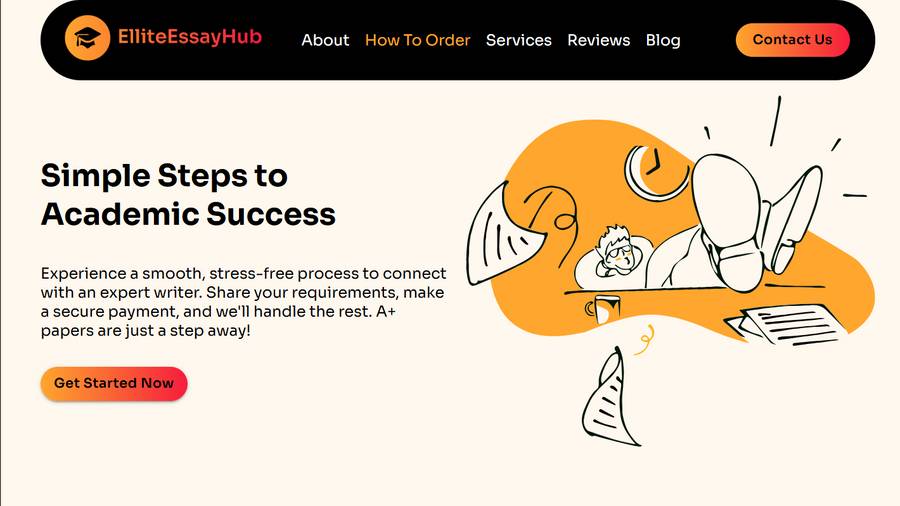 ElliteEssayHub
About How To Order Services Reviews Blog
Contact Us
Simple Steps to
Academic Success
Experience a smooth, stress-free process to connect
with an expert writer. Share your requirements, make
a secure payment, and we'll handle the rest. A+
papers are just a step away!
Get Started Now